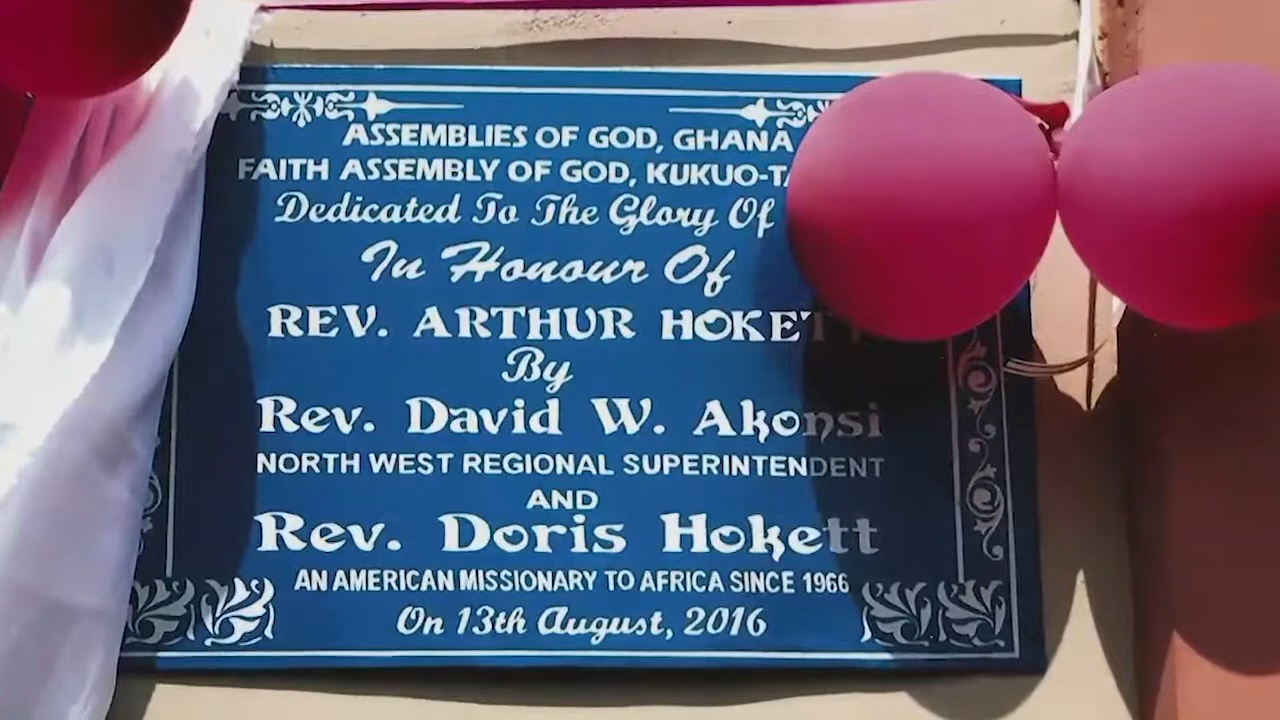 ASSEMBLIES OF GOD, GHANA
FAITH ASSEMBLY OF GOD,
Dedicated To The Glory Of
In Honour Of
REV. ARTHUR HOKETT
By
Rev. David W. Akonsi
NORTH WEST REGIONAL SUPERINTENDENT
AND
Rev. Doris Hokett
AN AMERICAN MISSIONARY TO AFRICA SINCE 1966
On 13th August, 2016